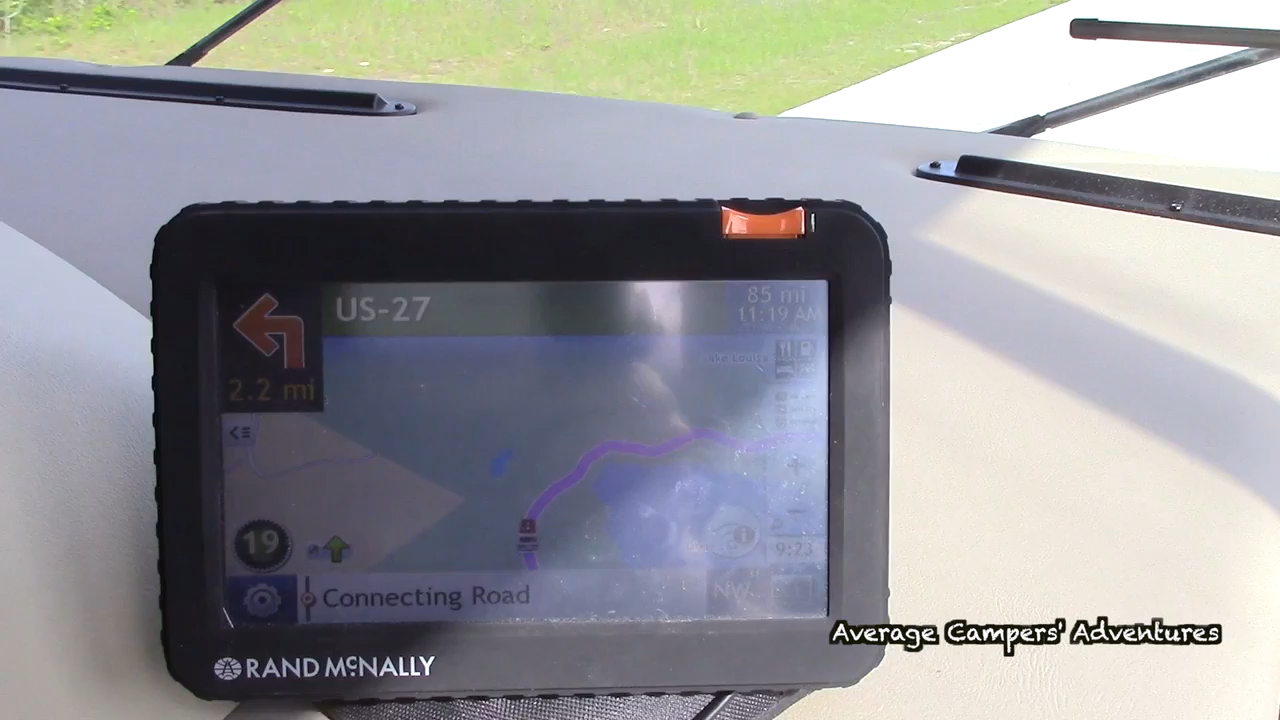 US-27
85 mi
11:19 AM
2.2 mi
19
9:23
Connecting Road
NW
RAND McNALLY
Average Campers' Adventures